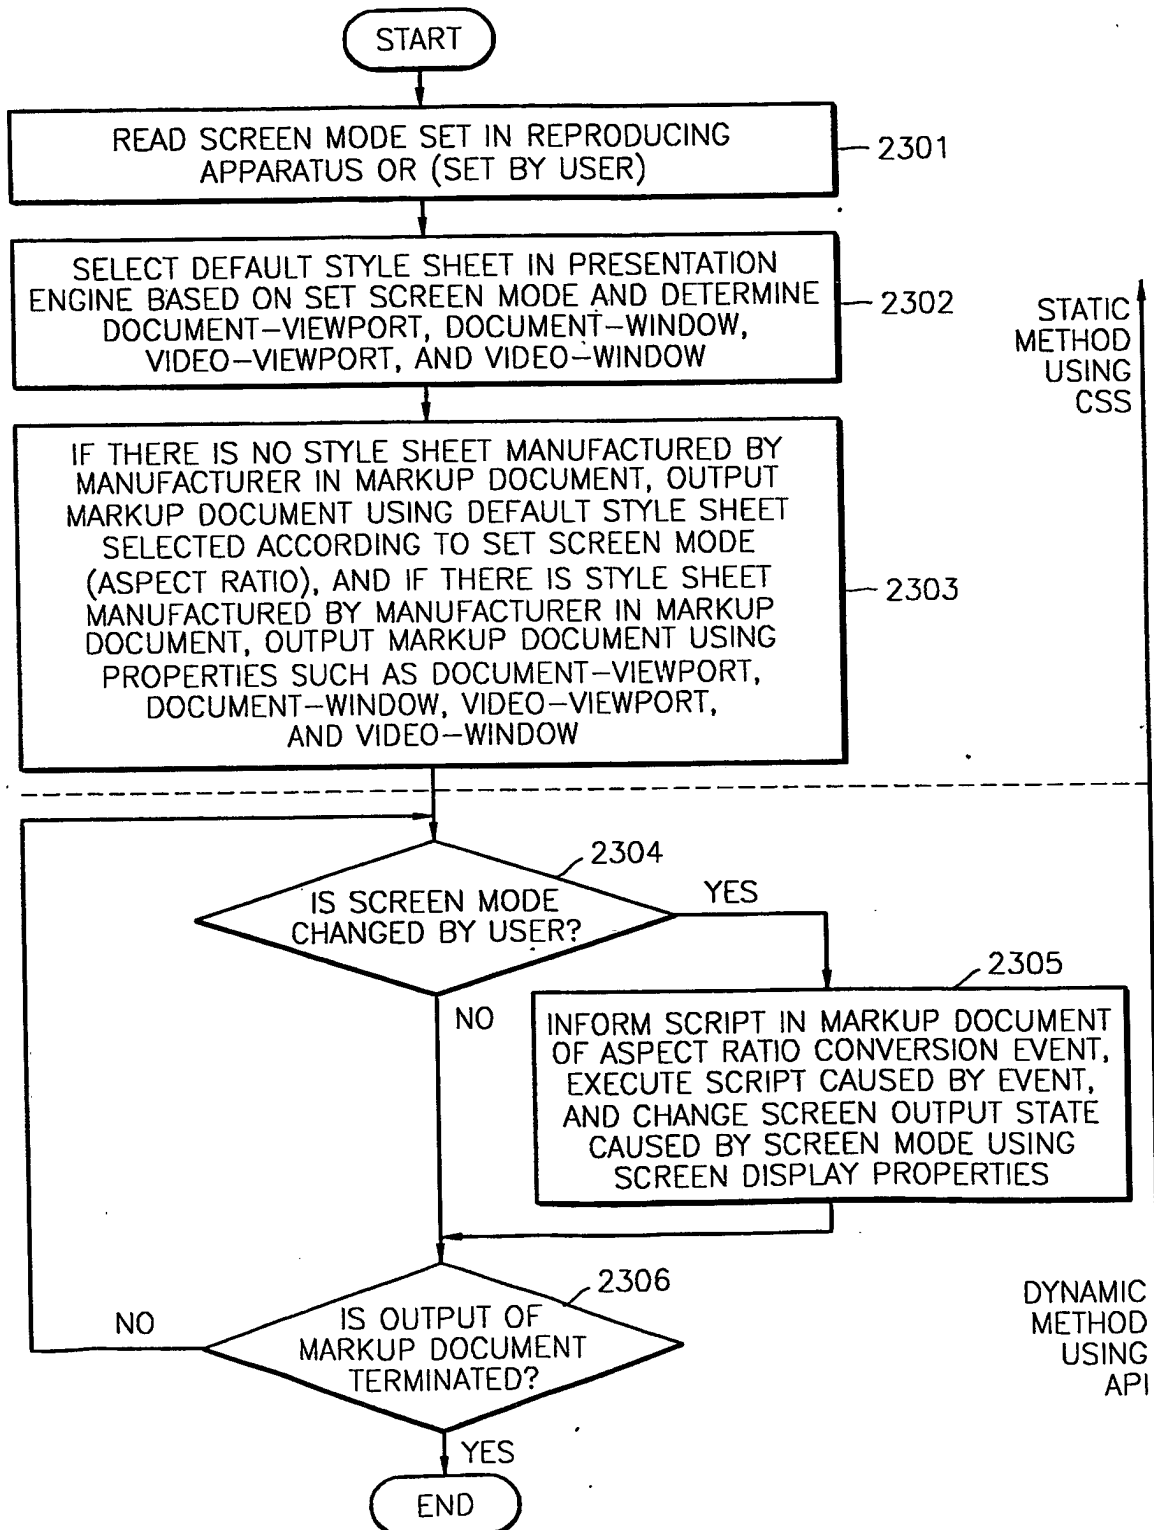 START
READ SCREEN MODE SET IN REPRODUCING
APPARATUS OR (SET BY USER)
2301
SELECT DEFAULT STYLE SHEET IN PRESENTATION
ENGINE BASED ON SET SCREEN MODE AND DETERMINE
DOCUMENT-VIEWPORT, DOCUMENT-WINDOW,
VIDEO-VIEWPORT, AND VIDEO-WINDOW
2302
STATIC
METHOD
USING
CSS
IF THERE IS NO STYLE SHEET MANUFACTURED BY
MANUFACTURER IN MARKUP DOCUMENT, OUTPUT
MARKUP DOCUMENT USING DEFAULT STYLE SHEET
SELECTED ACCORDING TO SET SCREEN MODE
(ASPECT RATIO), AND IF THERE IS STYLE SHEET
MANUFACTURED BY MANUFACTURER IN MARKUP
DOCUMENT, OUTPUT MARKUP DOCUMENT USING
PROPERTIES SUCH AS DOCUMENT-VIEWPORT,
DOCUMENT-WINDOW, VIDEO-VIEWPORT,
AND VIDEO-WINDOW
2303
2304
IS SCREEN MODE
CHANGED BY USER?
YES
NO
2305
INFORM SCRIPT IN MARKUP DOCUMENT
OF ASPECT RATIO CONVERSION EVENT,
EXECUTE SCRIPT CAUSED BY EVENT,
AND CHANGE SCREEN OUTPUT STATE
CAUSED BY SCREEN MODE USING
SCREEN DISPLAY PROPERTIES
2306
IS OUTPUT OF
MARKUP DOCUMENT
TERMINATED?
NO
YES
DYNAMIC
METHOD
USING
API
END